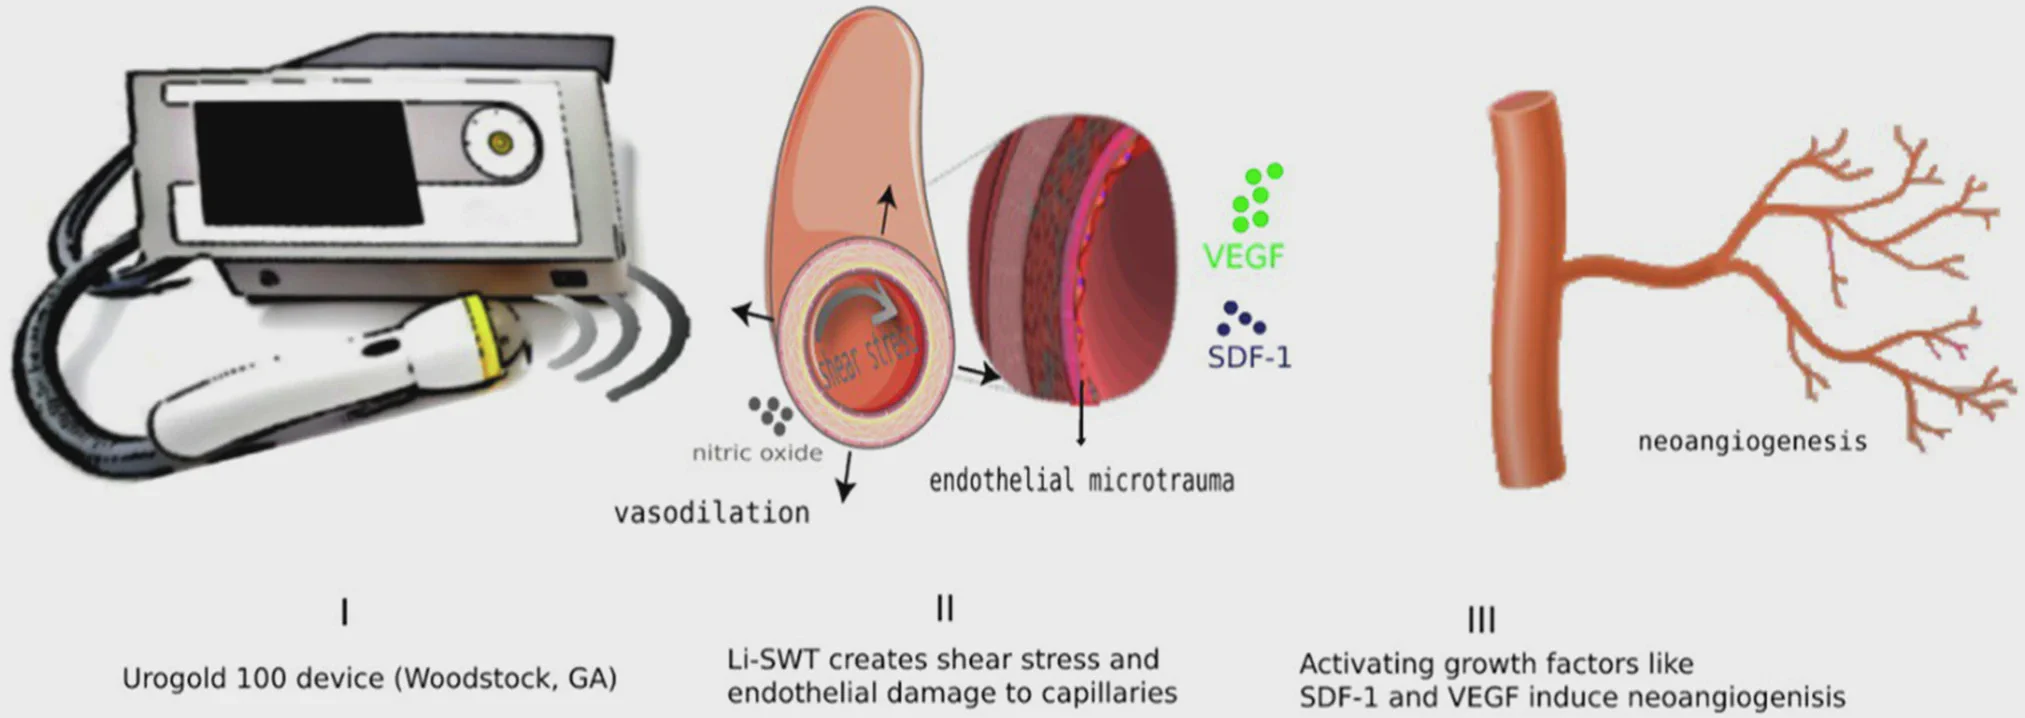 shear stress
VEGF
SDF-1
nitric oxide
vasodilation
endothelial microtrauma
neoangiogenesis
I
Urogold 100 device (Woodstock, GA)
II
Li-SWT creates shear stress and
endothelial damage to capillaries
III
Activating growth factors like
SDF-1 and VEGF induce neoangiogenisis